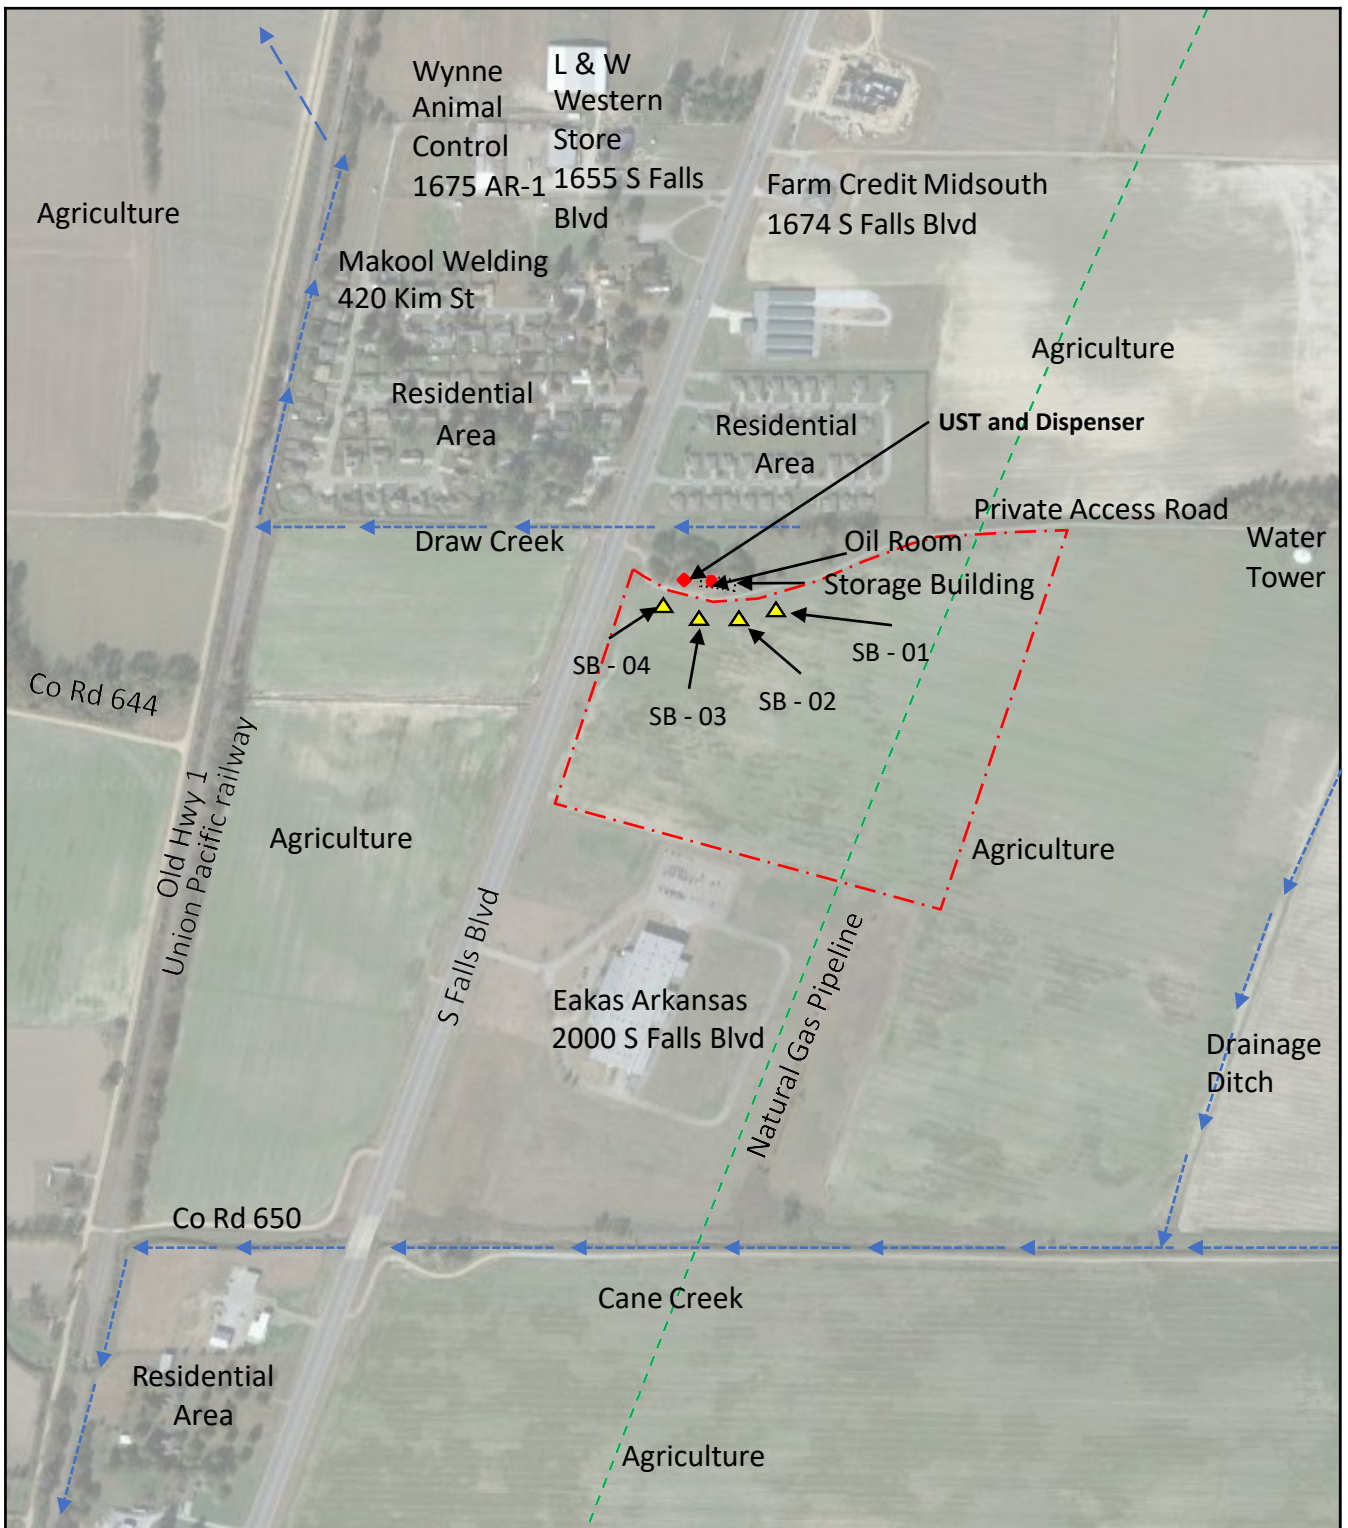 Wynne
Animal
Control
1675 AR-1
L & W
Western
Store
1655 S Falls
Blvd
Farm Credit Midsouth
1674 S Falls Blvd
Agriculture
Makool Welding
420 Kim St
Agriculture
Residential
Area
Residential
Area
UST and Dispenser
Private Access Road
Water
Tower
Draw Creek
Oil Room
Storage Building
SB - 04
SB - 01
SB - 03
SB - 02
Co Rd 644
Old Hwy 1
Union Pacific railway
Agriculture
Agriculture
S Falls Blvd
Eakas Arkansas
2000 S Falls Blvd
Natural Gas Pipeline
Drainage
Ditch
Co Rd 650
Cane Creek
Residential
Area
Agriculture